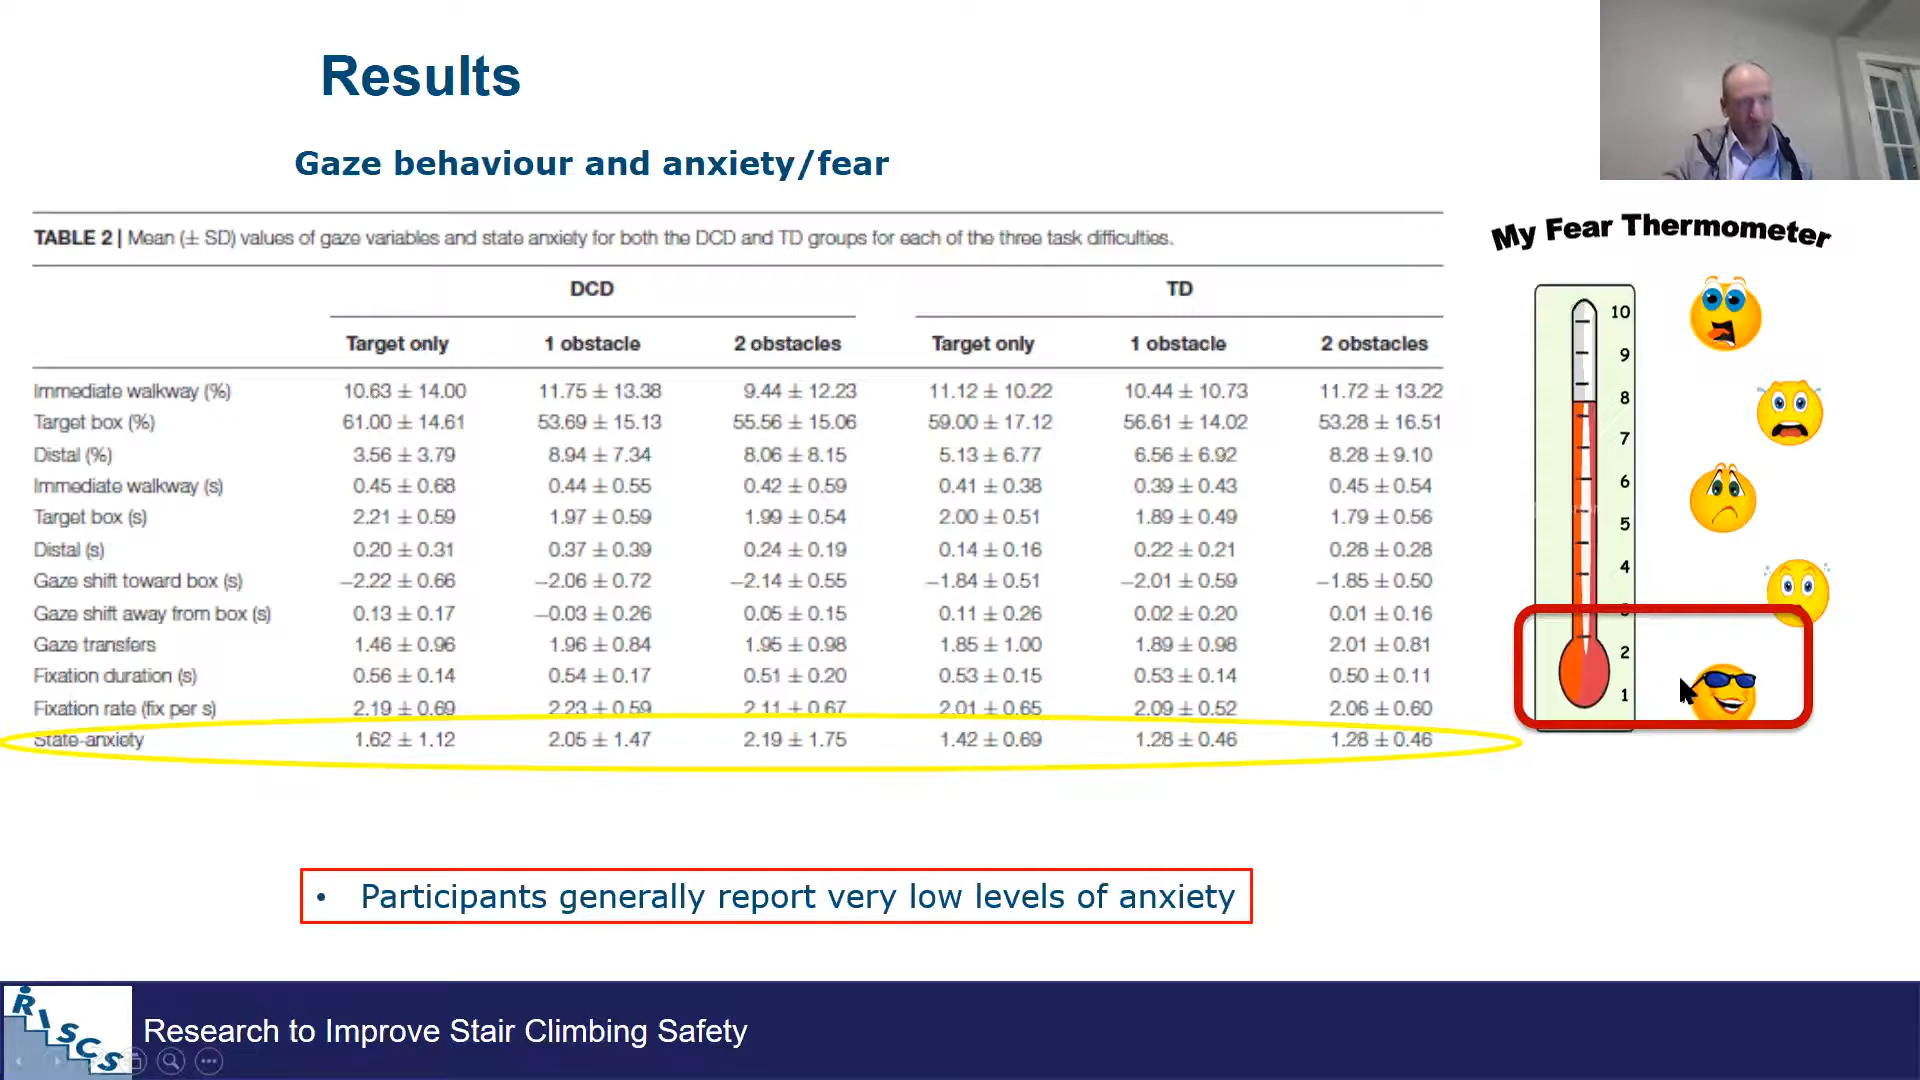 Results
Gaze behaviour and anxiety/fear
TABLE 2 | Mean (± SD) values of gaze variables and state anxiety for both the DCD and TD groups for each of the three task difficulties.
DCD TD
Target only 1 obstacle 2 obstacles Target only 1 obstacle 2 obstacles
Immediate walkway (%) 10.63 ± 14.00 11.75 ± 13.38 9.44 ± 12.23 11.12 ± 10.22 10.44 ± 10.73 11.72 ± 13.22
Target box (%) 61.00 ± 14.61 53.69 ± 15.13 55.56 ± 15.06 59.00 ± 17.12 56.61 ± 14.02 53.28 ± 16.51
Distal (%) 3.56 ± 3.79 8.94 ± 7.34 8.06 ± 8.15 5.13 ± 6.77 6.56 ± 6.92 8.28 ± 9.10
Immediate walkway (s) 0.45 ± 0.68 0.44 ± 0.55 0.42 ± 0.59 0.41 ± 0.38 0.39 ± 0.43 0.45 ± 0.54
Target box (s) 2.21 ± 0.59 1.97 ± 0.59 1.99 ± 0.54 2.00 ± 0.51 1.89 ± 0.49 1.79 ± 0.56
Distal (s) 0.20 ± 0.31 0.37 ± 0.39 0.24 ± 0.19 0.14 ± 0.16 0.22 ± 0.21 0.28 ± 0.28
Gaze shift toward box (s) −2.22 ± 0.66 −2.06 ± 0.72 −2.14 ± 0.55 −1.84 ± 0.51 −2.01 ± 0.59 −1.85 ± 0.50
Gaze shift away from box (s) 0.13 ± 0.17 −0.03 ± 0.26 0.05 ± 0.15 0.11 ± 0.26 0.02 ± 0.20 0.01 ± 0.16
Gaze transfers 1.46 ± 0.96 1.96 ± 0.84 1.95 ± 0.98 1.85 ± 1.00 1.89 ± 0.98 2.01 ± 0.81
Fixation duration (s) 0.56 ± 0.14 0.54 ± 0.17 0.51 ± 0.20 0.53 ± 0.15 0.53 ± 0.14 0.50 ± 0.11
Fixation rate (fix per s) 2.19 ± 0.69 2.23 ± 0.59 2.11 ± 0.67 2.01 ± 0.65 2.09 ± 0.52 2.06 ± 0.60
State-anxiety 1.62 ± 1.12 2.05 ± 1.47 2.19 ± 1.75 1.42 ± 0.69 1.28 ± 0.46 1.28 ± 0.46
My Fear Thermometer
10
9
8
7
6
5
4
2
1
• Participants generally report very low levels of anxiety
RISCS
Research to Improve Stair Climbing Safety